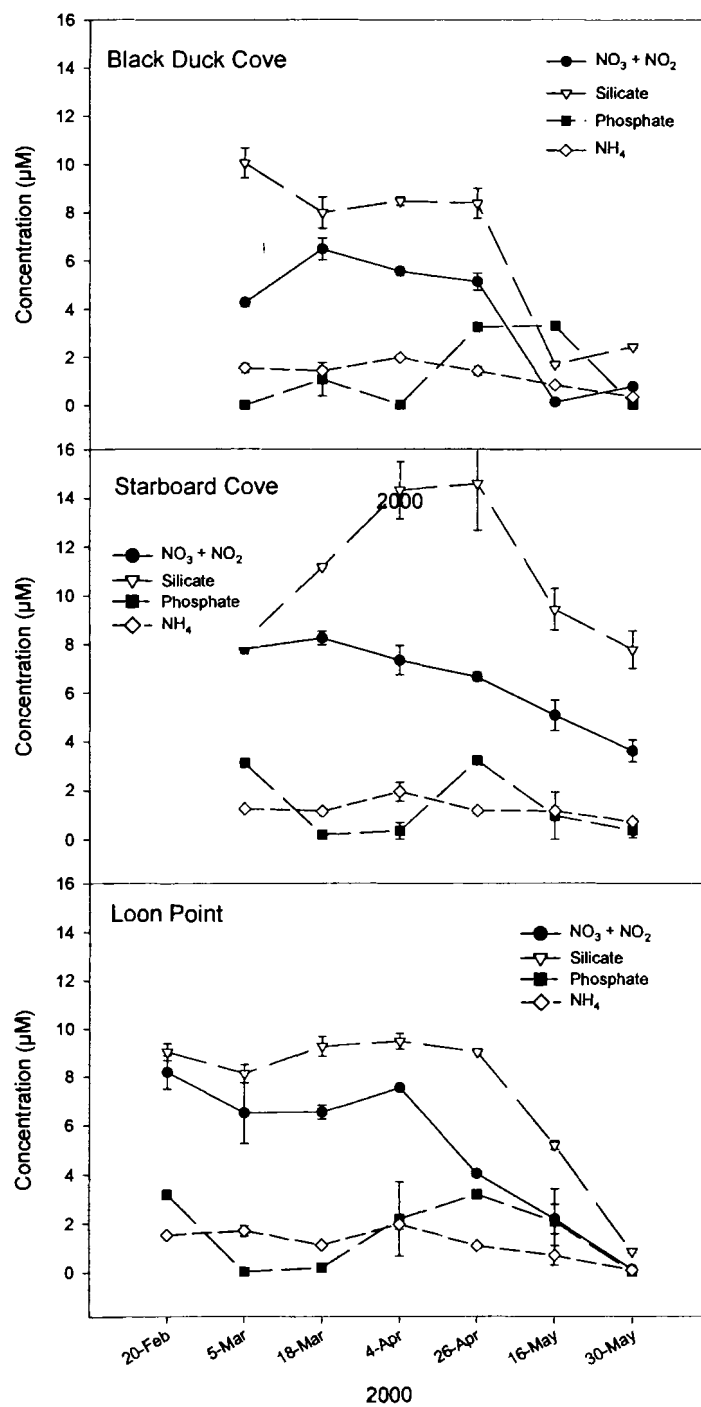 16
Black Duck Cove
NO₃ + NO₂
Silicate
Phosphate
NH₄
14
12
10
8
6
4
2
0
Concentration (µM)
16
Starboard Cove
2000
NO₃ + NO₂
Silicate
Phosphate
NH₄
14
12
10
8
6
4
2
0
Concentration (µM)
16
Loon Point
NO₃ + NO₂
Silicate
Phosphate
NH₄
14
12
10
8
6
4
2
0
Concentration (µM)
20-Feb
5-Mar
18-Mar
4-Apr
26-Apr
16-May
30-May
2000